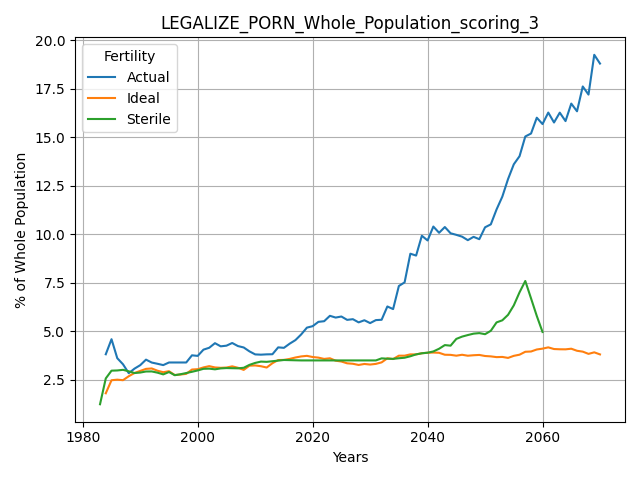 LEGALIZE_PORN_Whole_Population_scoring_3
Fertility
Actual
Ideal
Sterile
% of Whole Population
20.0
17.5
15.0
12.5
10.0
7.5
5.0
2.5
1980
2000
2020
2040
2060
Years